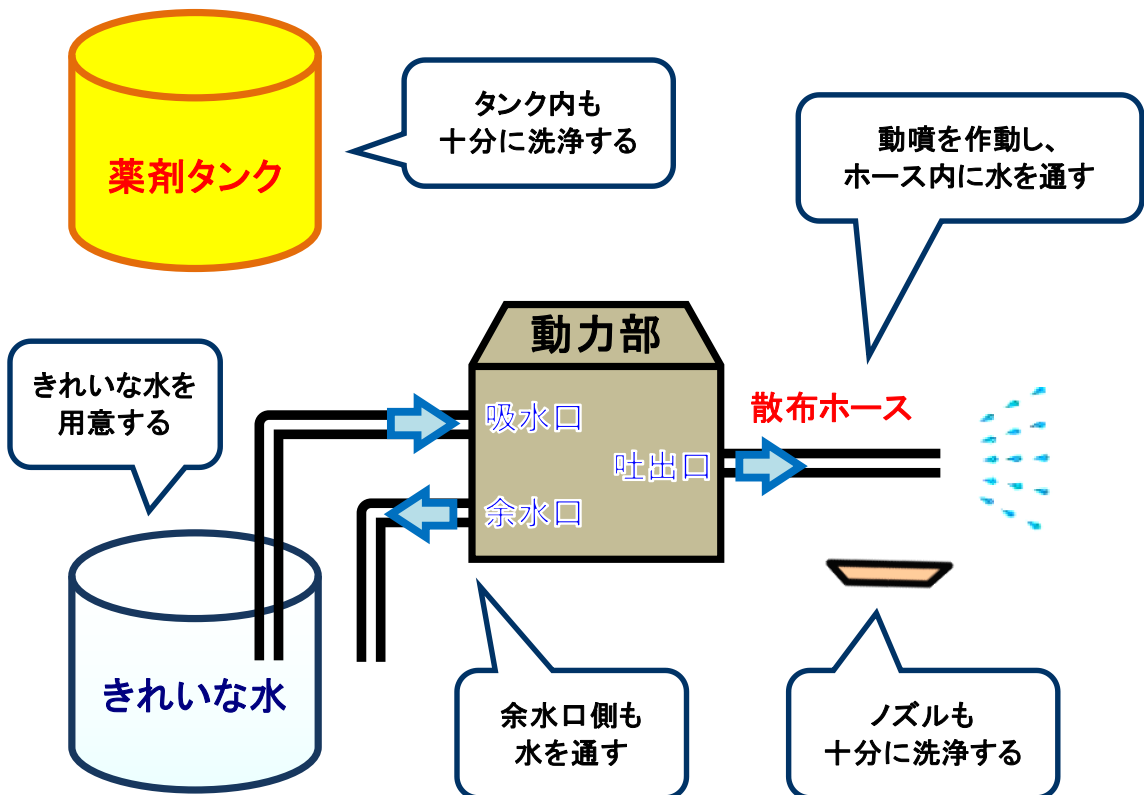 タンク内も
十分に洗浄する
薬剤タンク
動噴を作動し、
ホース内に水を通す
動力部
きれいな水を
用意する
吸水口
散布ホース
吐出口
余水口
きれいな水
余水口側も
水を通す
ノズルも
十分に洗浄する